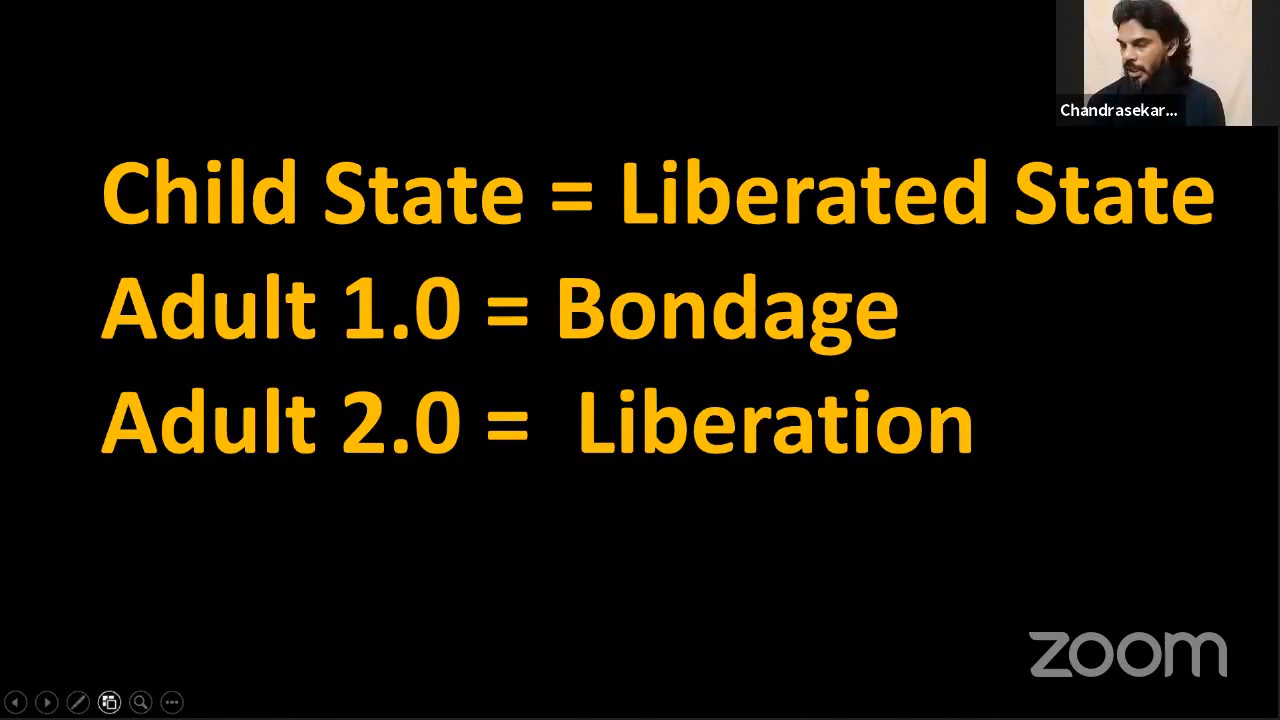 Chandrasekar...
Child State = Liberated State
Adult 1.0 = Bondage
Adult 2.0 = Liberation
zoom